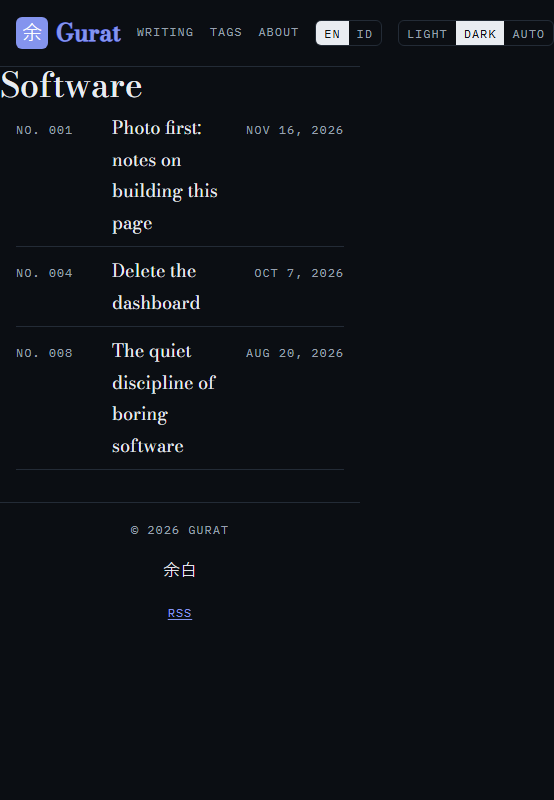 余 Gurat WRITING TAGS ABOUT EN ID LIGHT DARK AUTO
Software
NO. 001 Photo first: NOV 16, 2026
notes on
building this
page
NO. 004 Delete the OCT 7, 2026
dashboard
NO. 008 The quiet AUG 20, 2026
discipline of
boring
software
© 2026 GURAT
余白
RSS